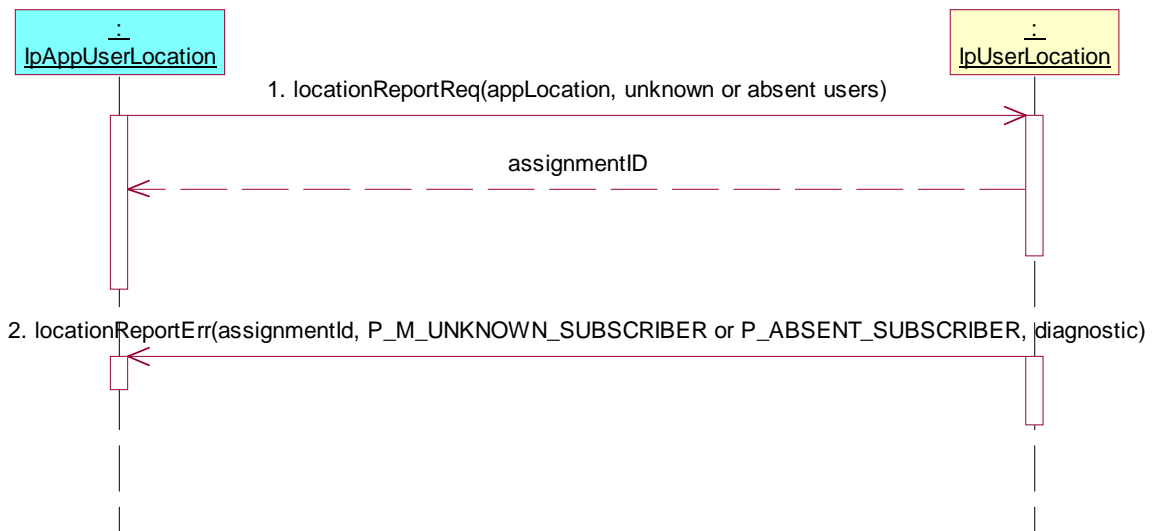 :
IpAppUserLocation
:
IpUserLocation
1. locationReportReq(appLocation, unknown or absent users)
assignmentID
2. locationReportErr(assignmentId, P_M_UNKNOWN_SUBSCRIBER or P_ABSENT_SUBSCRIBER, diagnostic)